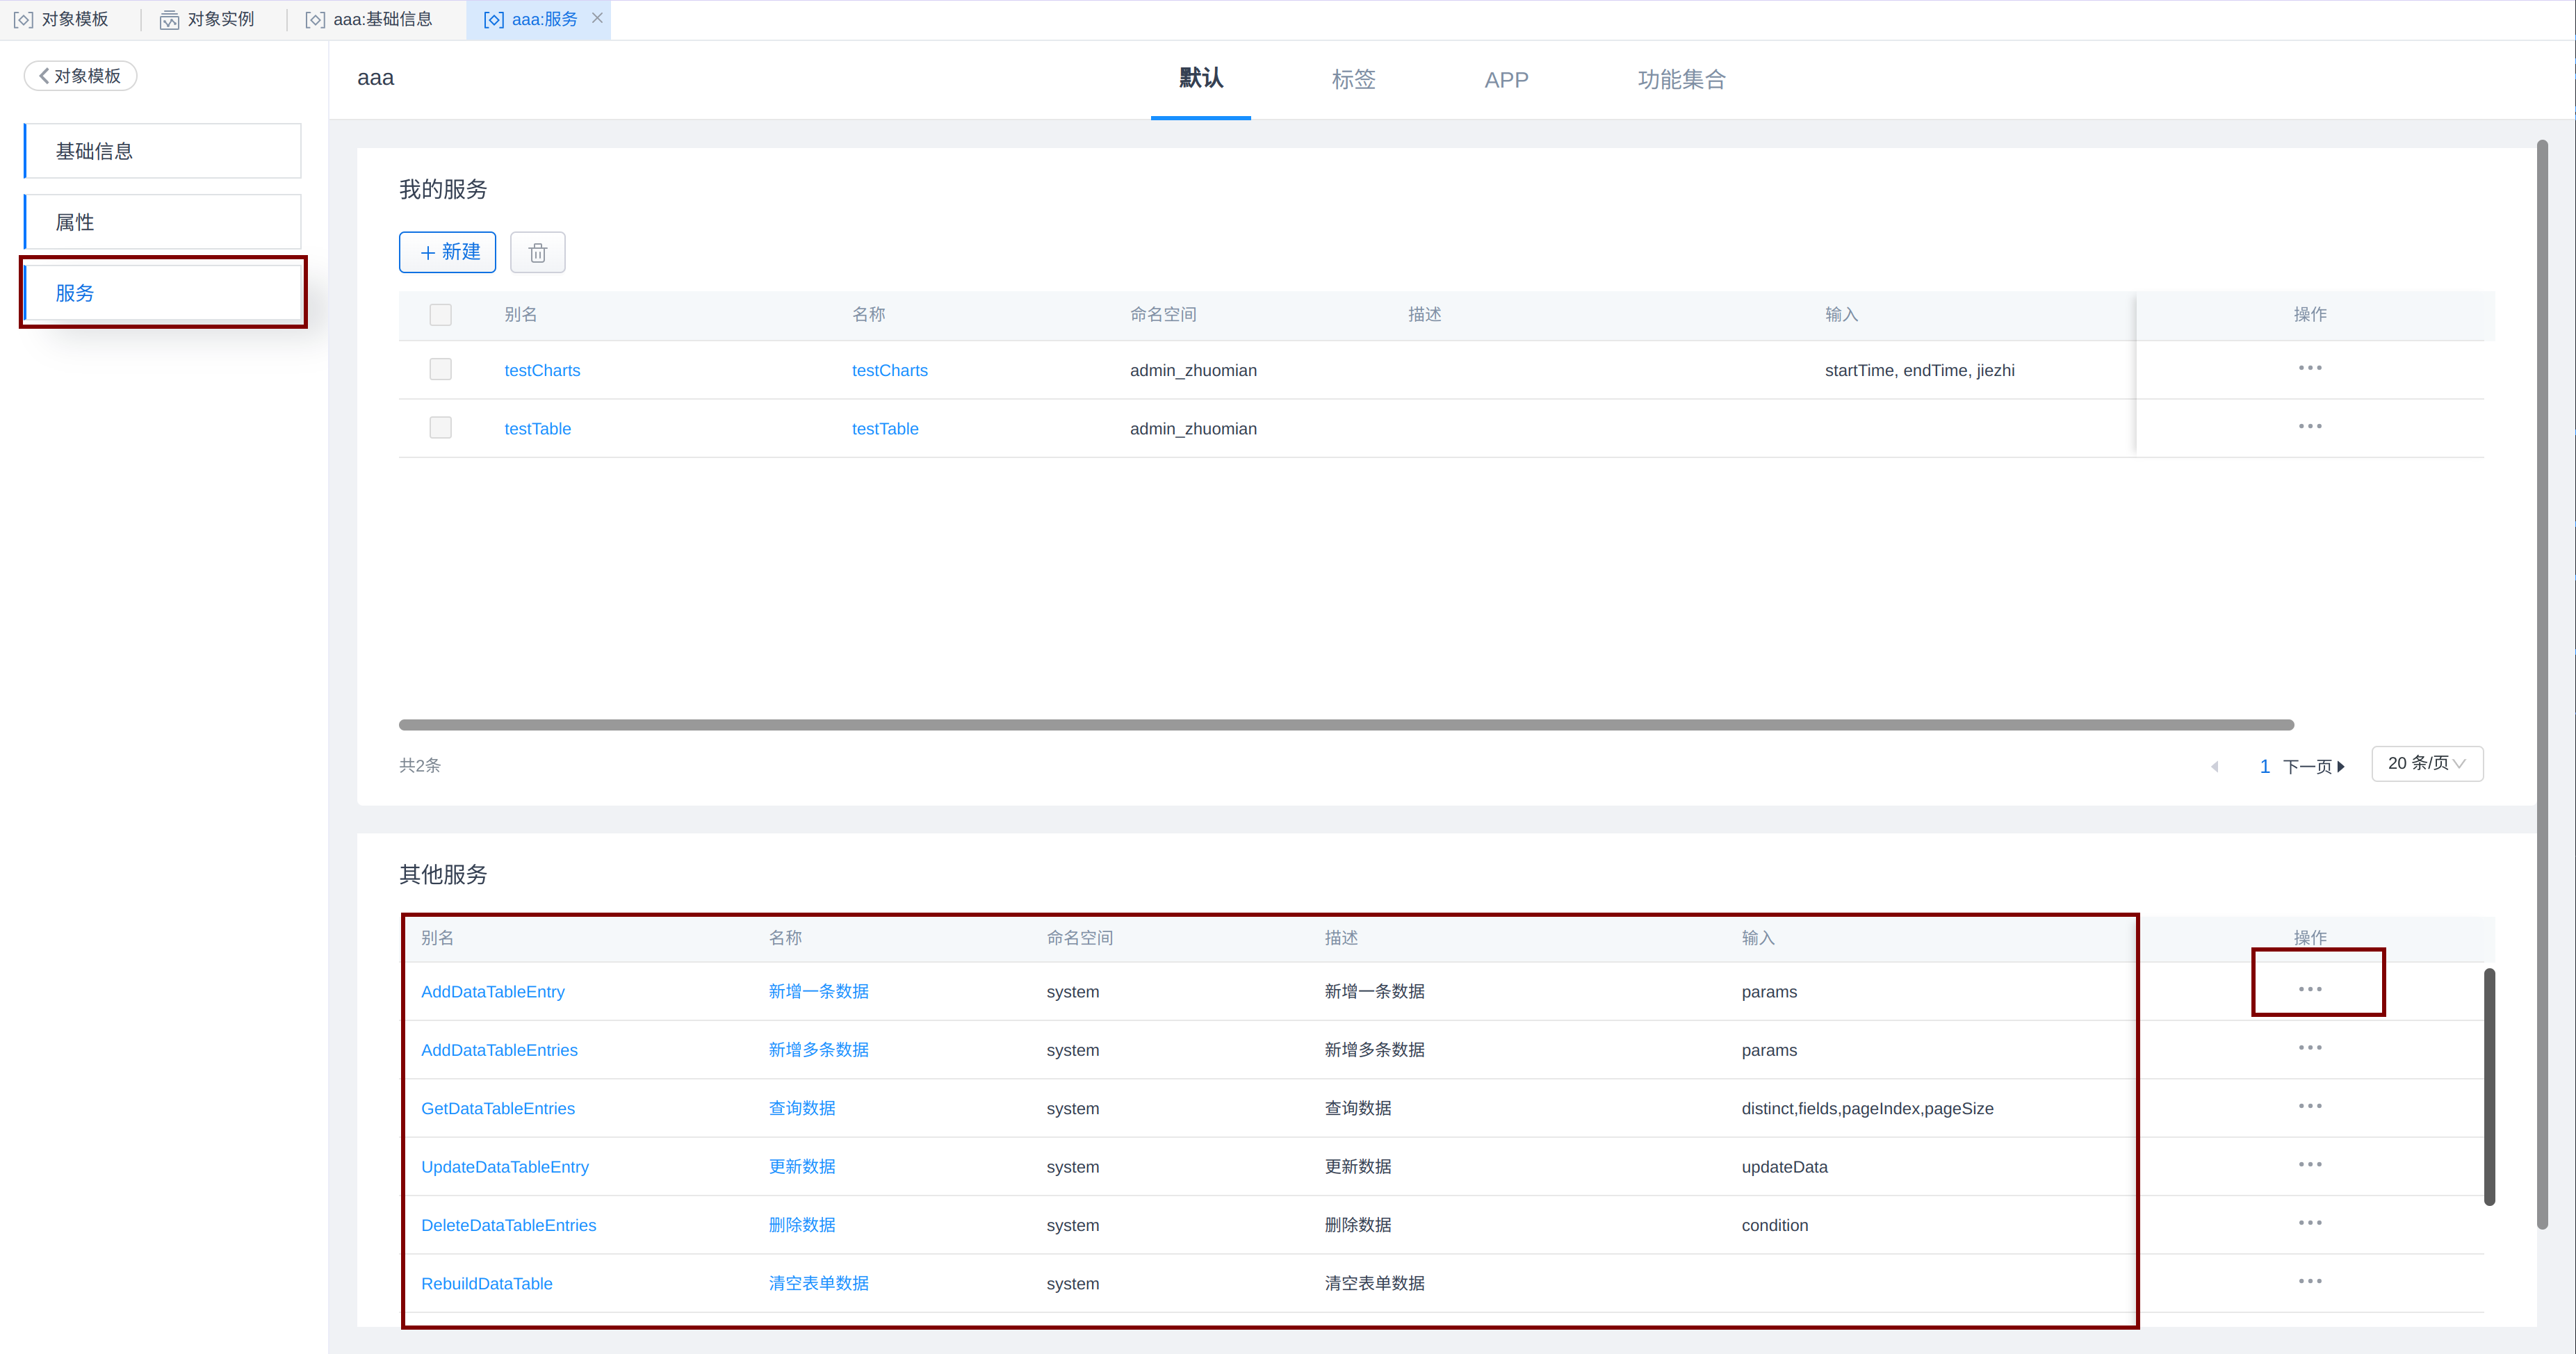 对象模板 对象实例 aaa:基础信息 aaa:服务
对象模板
aaa 默认 标签 APP 功能集合
基础信息
属性
服务
我的服务
新建
别名 名称 命名空间 描述 输入 操作
testCharts testCharts admin_zhuomian startTime, endTime, jiezhi
testTable testTable admin_zhuomian
共2条 1 下一页 20 条/页
其他服务
别名 名称 命名空间 描述 输入 操作
AddDataTableEntry 新增一条数据 system 新增一条数据 params
AddDataTableEntries 新增多条数据 system 新增多条数据 params
GetDataTableEntries 查询数据 system 查询数据 distinct,fields,pageIndex,pageSize
UpdateDataTableEntry 更新数据 system 更新数据 updateData
DeleteDataTableEntries 删除数据 system 删除数据 condition
RebuildDataTable 清空表单数据 system 清空表单数据